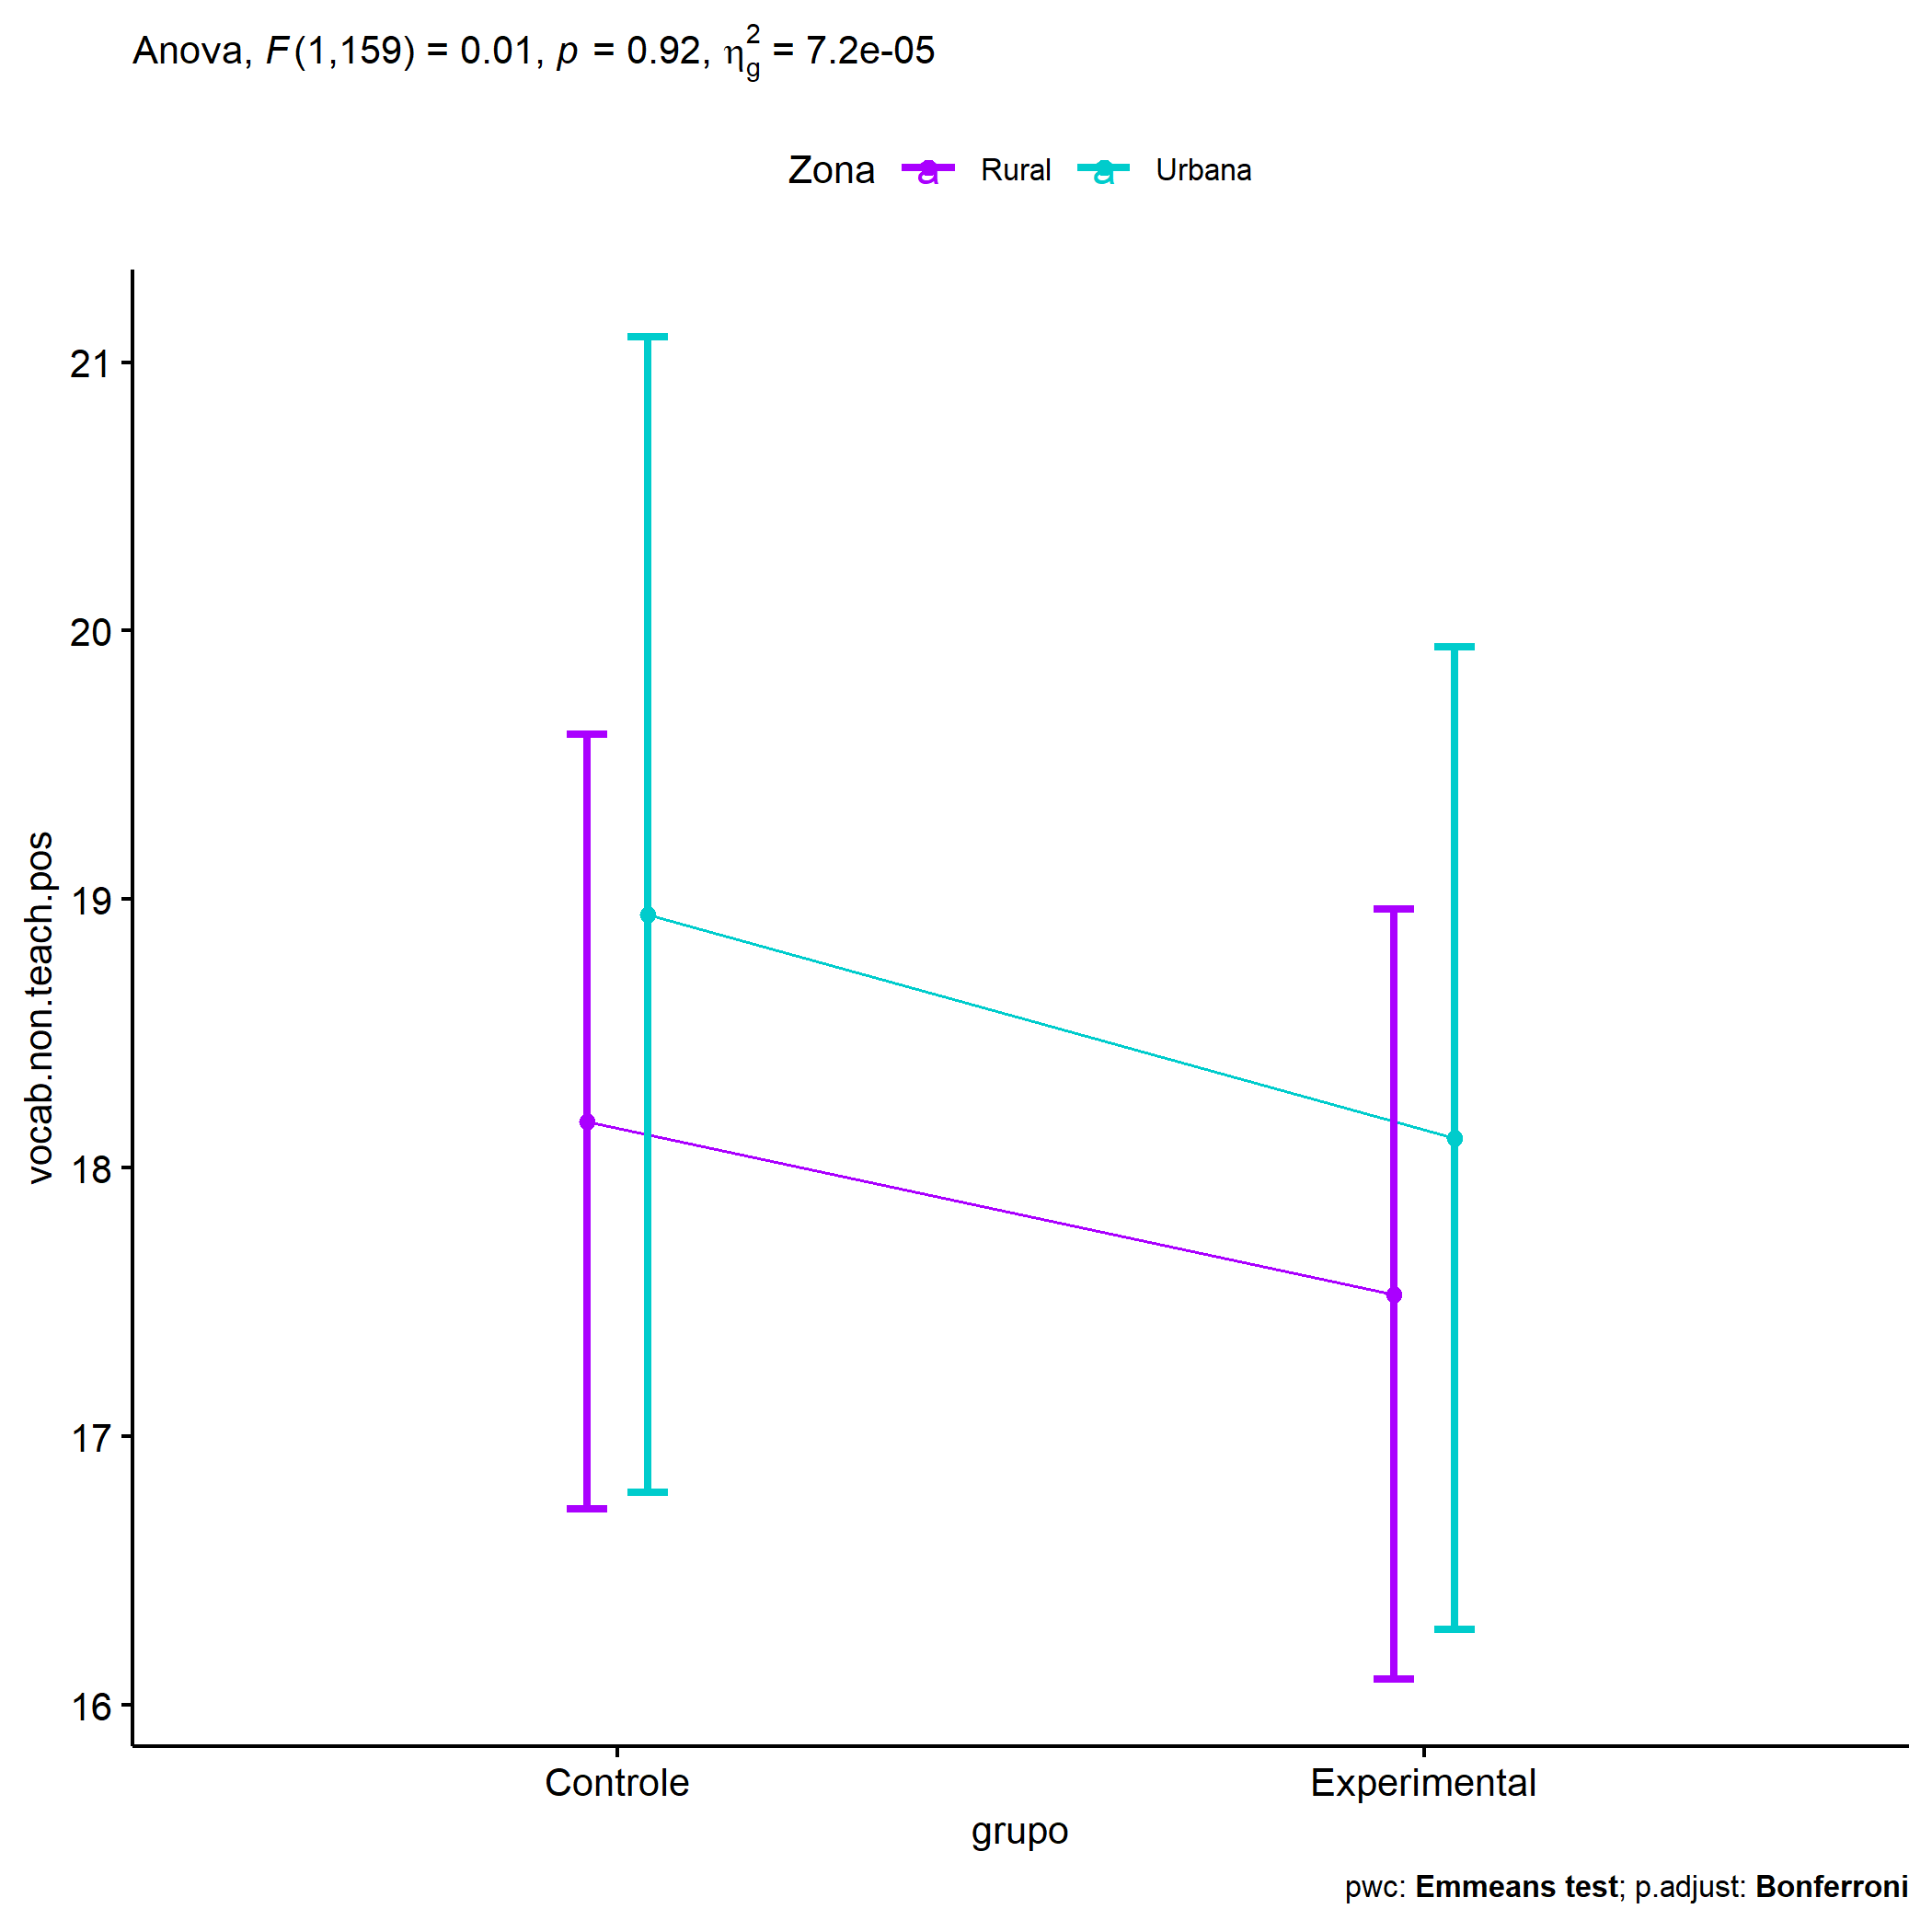 Anova, F(1,159) = 0.01, p = 0.92, η²g = 7.2e-05
Zona a Rural a Urbana
21
20
19
18
17
16
vocab.non.teach.pos
Controle Experimental
grupo
pwc: Emmeans test; p.adjust: Bonferroni